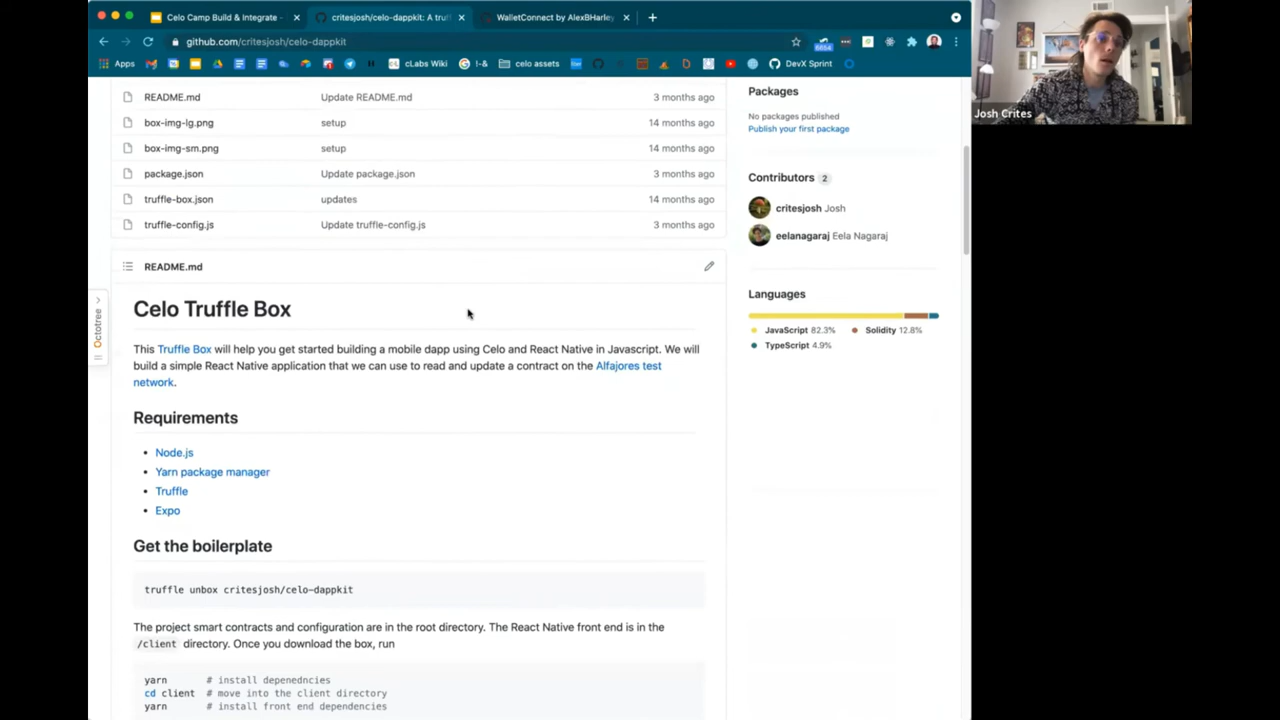 Celo Camp Build & Integrate -
critesjosh/celo-dappkit: A truf
WalletConnect by AlexBHarley
github.com/critesjosh/celo-dappkit
6654
Apps
cLabs Wiki
!-&
celo assets
DevX Sprint
README.md
Update README.md
3 months ago
box-img-lg.png
setup
14 months ago
box-img-sm.png
setup
14 months ago
package.json
Update package.json
3 months ago
truffle-box.json
updates
14 months ago
truffle-config.js
Update truffle-config.js
3 months ago
Packages
No packages published
Publish your first package
Contributors 2
critesjosh Josh
eelanagaraj Eela Nagaraj
Languages
JavaScript 82.3%
Solidity 12.8%
TypeScript 4.9%
Josh Crites
Octotree
README.md
Celo Truffle Box
This Truffle Box will help you get started building a mobile dapp using Celo and React Native in Javascript. We will
build a simple React Native application that we can use to read and update a contract on the Alfajores test
network.
Requirements
Node.js
Yarn package manager
Truffle
Expo
Get the boilerplate
truffle unbox critesjosh/celo-dappkit
The project smart contracts and configuration are in the root directory. The React Native front end is in the
/client directory. Once you download the box, run
yarn # install depenedncies
cd client # move into the client directory
yarn # install front end dependencies